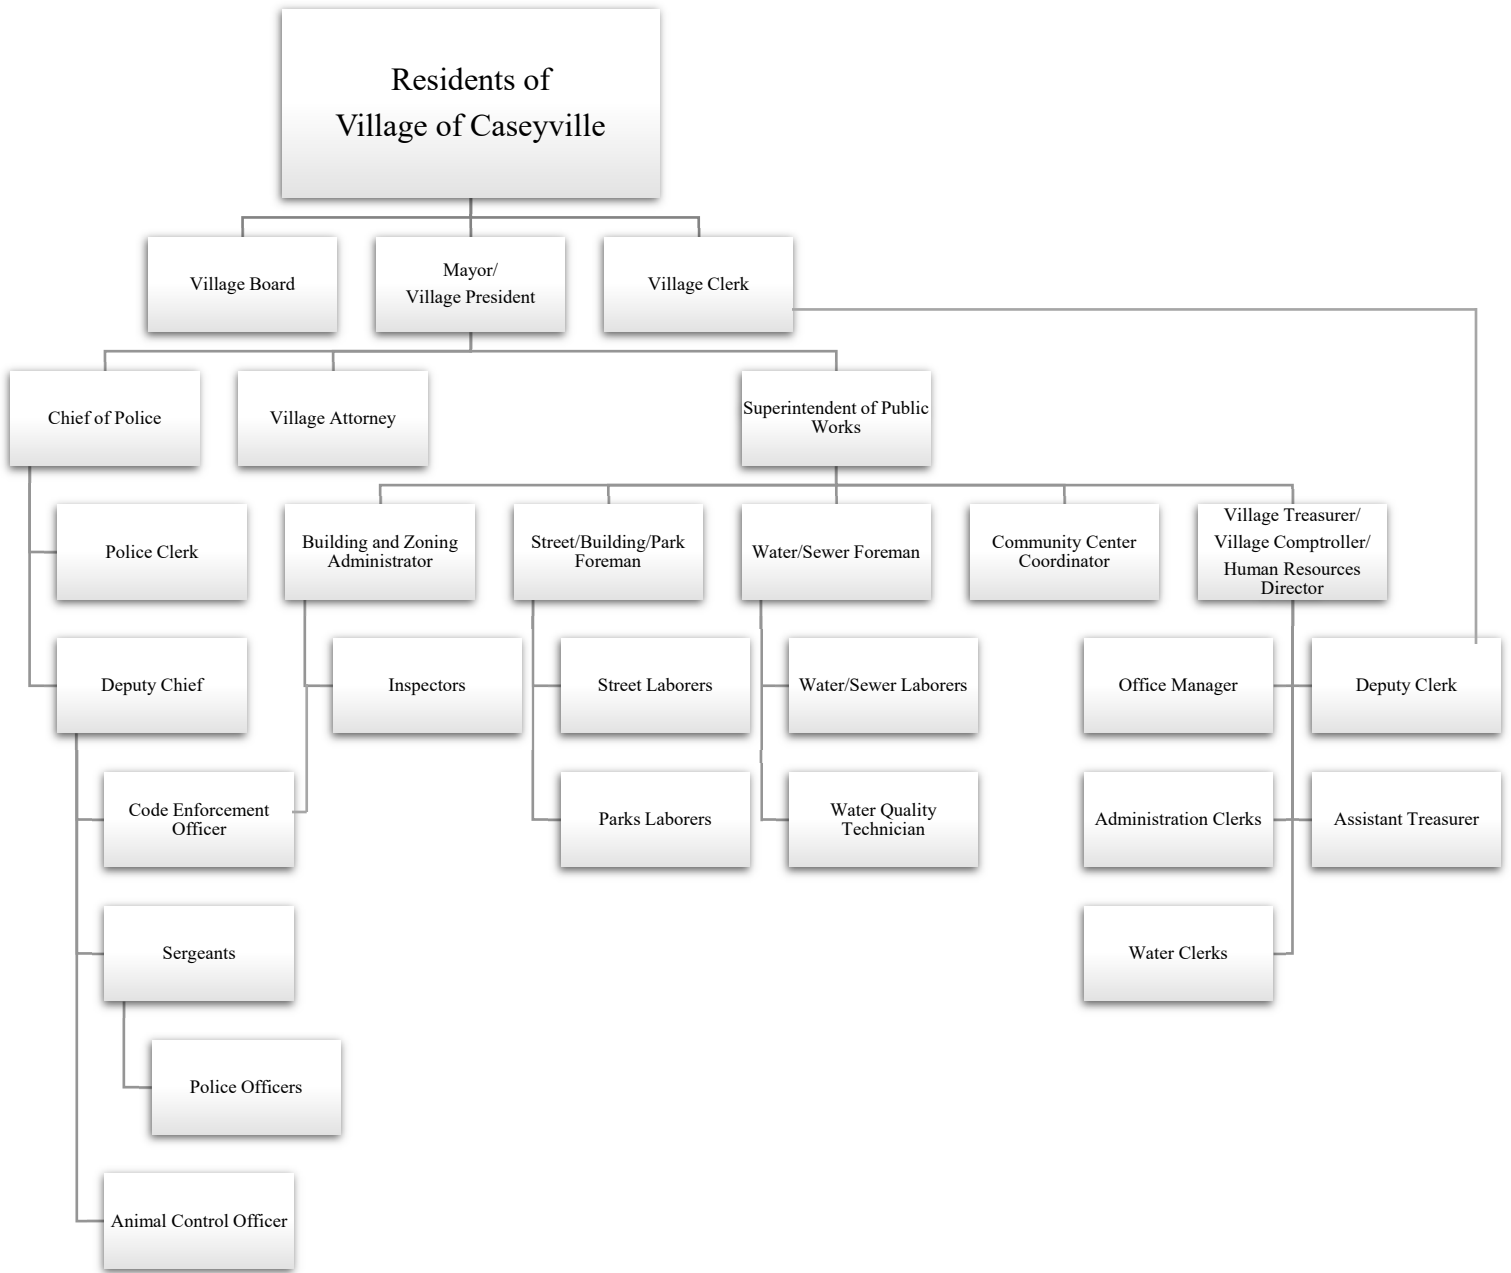 Residents of
Village of Caseyville
Village Board
Mayor/
Village President
Village Clerk
Chief of Police
Village Attorney
Superintendent of Public
Works
Police Clerk
Building and Zoning
Administrator
Street/Building/Park
Foreman
Water/Sewer Foreman
Community Center
Coordinator
Village Treasurer/
Village Comptroller/
Human Resources
Director
Deputy Chief
Inspectors
Street Laborers
Water/Sewer Laborers
Office Manager
Deputy Clerk
Code Enforcement
Officer
Parks Laborers
Water Quality
Technician
Administration Clerks
Assistant Treasurer
Sergeants
Water Clerks
Police Officers
Animal Control Officer